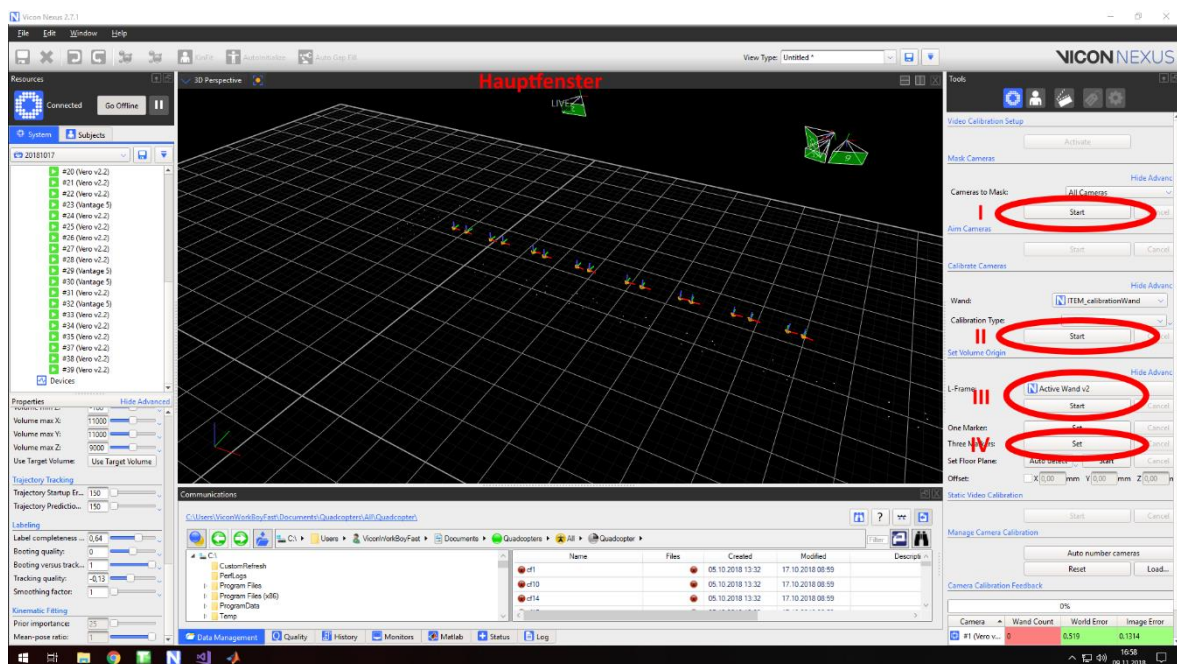 Vicon Nexus 2.7.1
File Edit Window Help
KinFit Auto Initialize Auto Gap Fill View Type: Untitled * VICON NEXUS
Resources
Connected Go Offline
System Subjects
20181017
#20 (Vero v2.2)
#21 (Vero v2.2)
#22 (Vero v2.2)
#23 (Vantage 5)
#24 (Vero v2.2)
#25 (Vero v2.2)
#26 (Vero v2.2)
#27 (Vero v2.2)
#28 (Vero v2.2)
#29 (Vantage 5)
#30 (Vantage 5)
#31 (Vero v2.2)
#32 (Vantage 5)
#33 (Vero v2.2)
#34 (Vero v2.2)
#35 (Vero v2.2)
#37 (Vero v2.2)
#38 (Vero v2.2)
#39 (Vero v2.2)
Devices
Properties Hide Advanced
Volume max X: 11000
Volume max Y: 11000
Volume max Z: 9000
Use Target Volume: Use Target Volume
Trajectory Tracking
Trajectory Startup Er... 150
Trajectory Predictio... 150
Labeling
Label completeness ... 0,64
Booting quality: 0
Booting versus track... 1
Tracking quality: -0,13
Smoothing factor: 1
Kinematic Fitting
Prior importance: 25
Mean-pose ratio: 1
3D Perspective Hauptfenster
LIVE
Communications
C:\Users\ViconWorkBoyFast\Documents\Quadcopters\All\Quadcopter\
C:\ Users ViconWorkBoyFast Documents Quadcopters All Quadcopter Filter
C:\
CustomRefresh
PerfLogs
Program Files
Program Files (x86)
ProgramData
Temp
Name Files Created Modified Descripti
cf1 05.10.2018 13:32 17.10.2018 08:59
cf10 05.10.2018 13:32 17.10.2018 08:59
cf14 05.10.2018 13:32 17.10.2018 08:59
Data Management Quality History Monitors Matlab Status Log
Tools
Video Calibration Setup
Activate
Mask Cameras
Hide Advanc
Cameras to Mask: All Cameras
I Start
Aim Cameras
Start Cancel
Calibrate Cameras
Hide Advanc
Wand: ITEM_calibrationWand
Calibration Type:
II Start
Set Volume Origin
Hide Advanc
L-Frame: Active Wand v2
III Start Cancel
One Marker: Set Cancel
Three Markers: Set Cancel
IV
Set Floor Plane: Auto detect Start Cancel
Offset: X 0,00 mm Y 0,00 mm Z 0,00
Static Video Calibration
Start Cancel
Manage Camera Calibration
Auto number cameras
Reset Load...
Camera Calibration Feedback
0%
Camera Wand Count World Error Image Error
#1 (Vero v... 0 0.519 0.1314
16:58
09.11.2018